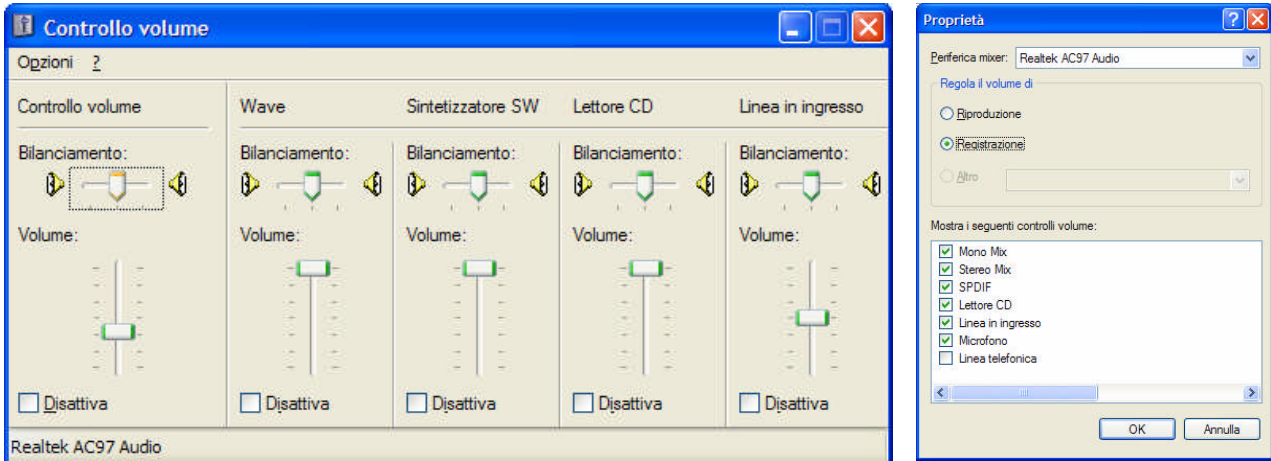 Controllo volume
Opzioni ?
Controllo volume Wave Sintetizzatore SW Lettore CD Linea in ingresso
Bilanciamento: Bilanciamento: Bilanciamento: Bilanciamento: Bilanciamento:
Volume: Volume: Volume: Volume: Volume:
Disattiva Disattiva Disattiva Disattiva Disattiva
Realtek AC97 Audio
Proprietà
Periferica mixer: Realtek AC97 Audio
Regola il volume di
Riproduzione
Registrazione
Altro
Mostra i seguenti controlli volume:
Mono Mix
Stereo Mix
SPDIF
Lettore CD
Linea in ingresso
Microfono
Linea telefonica
OK Annulla